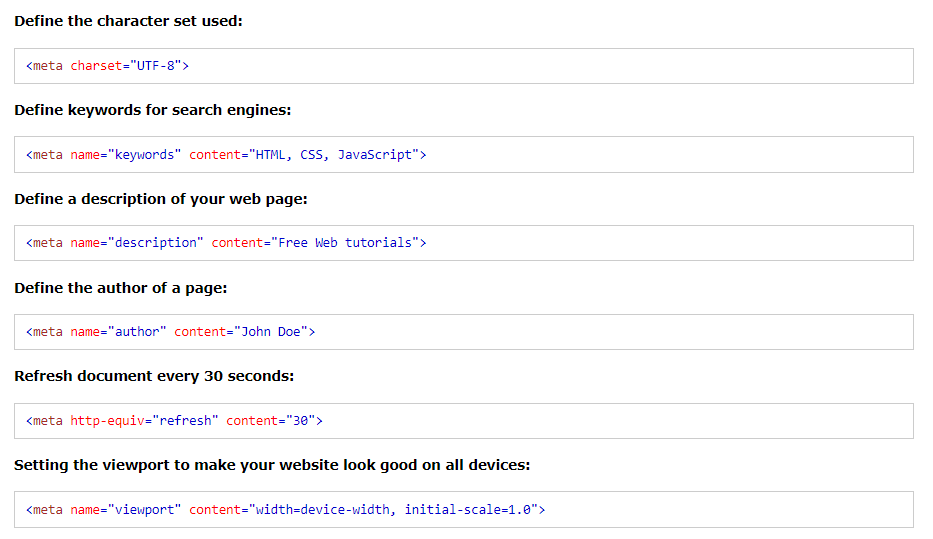 Define the character set used:
<meta charset="UTF-8">
Define keywords for search engines:
<meta name="keywords" content="HTML, CSS, JavaScript">
Define a description of your web page:
<meta name="description" content="Free Web tutorials">
Define the author of a page:
<meta name="author" content="John Doe">
Refresh document every 30 seconds:
<meta http-equiv="refresh" content="30">
Setting the viewport to make your website look good on all devices:
<meta name="viewport" content="width=device-width, initial-scale=1.0">